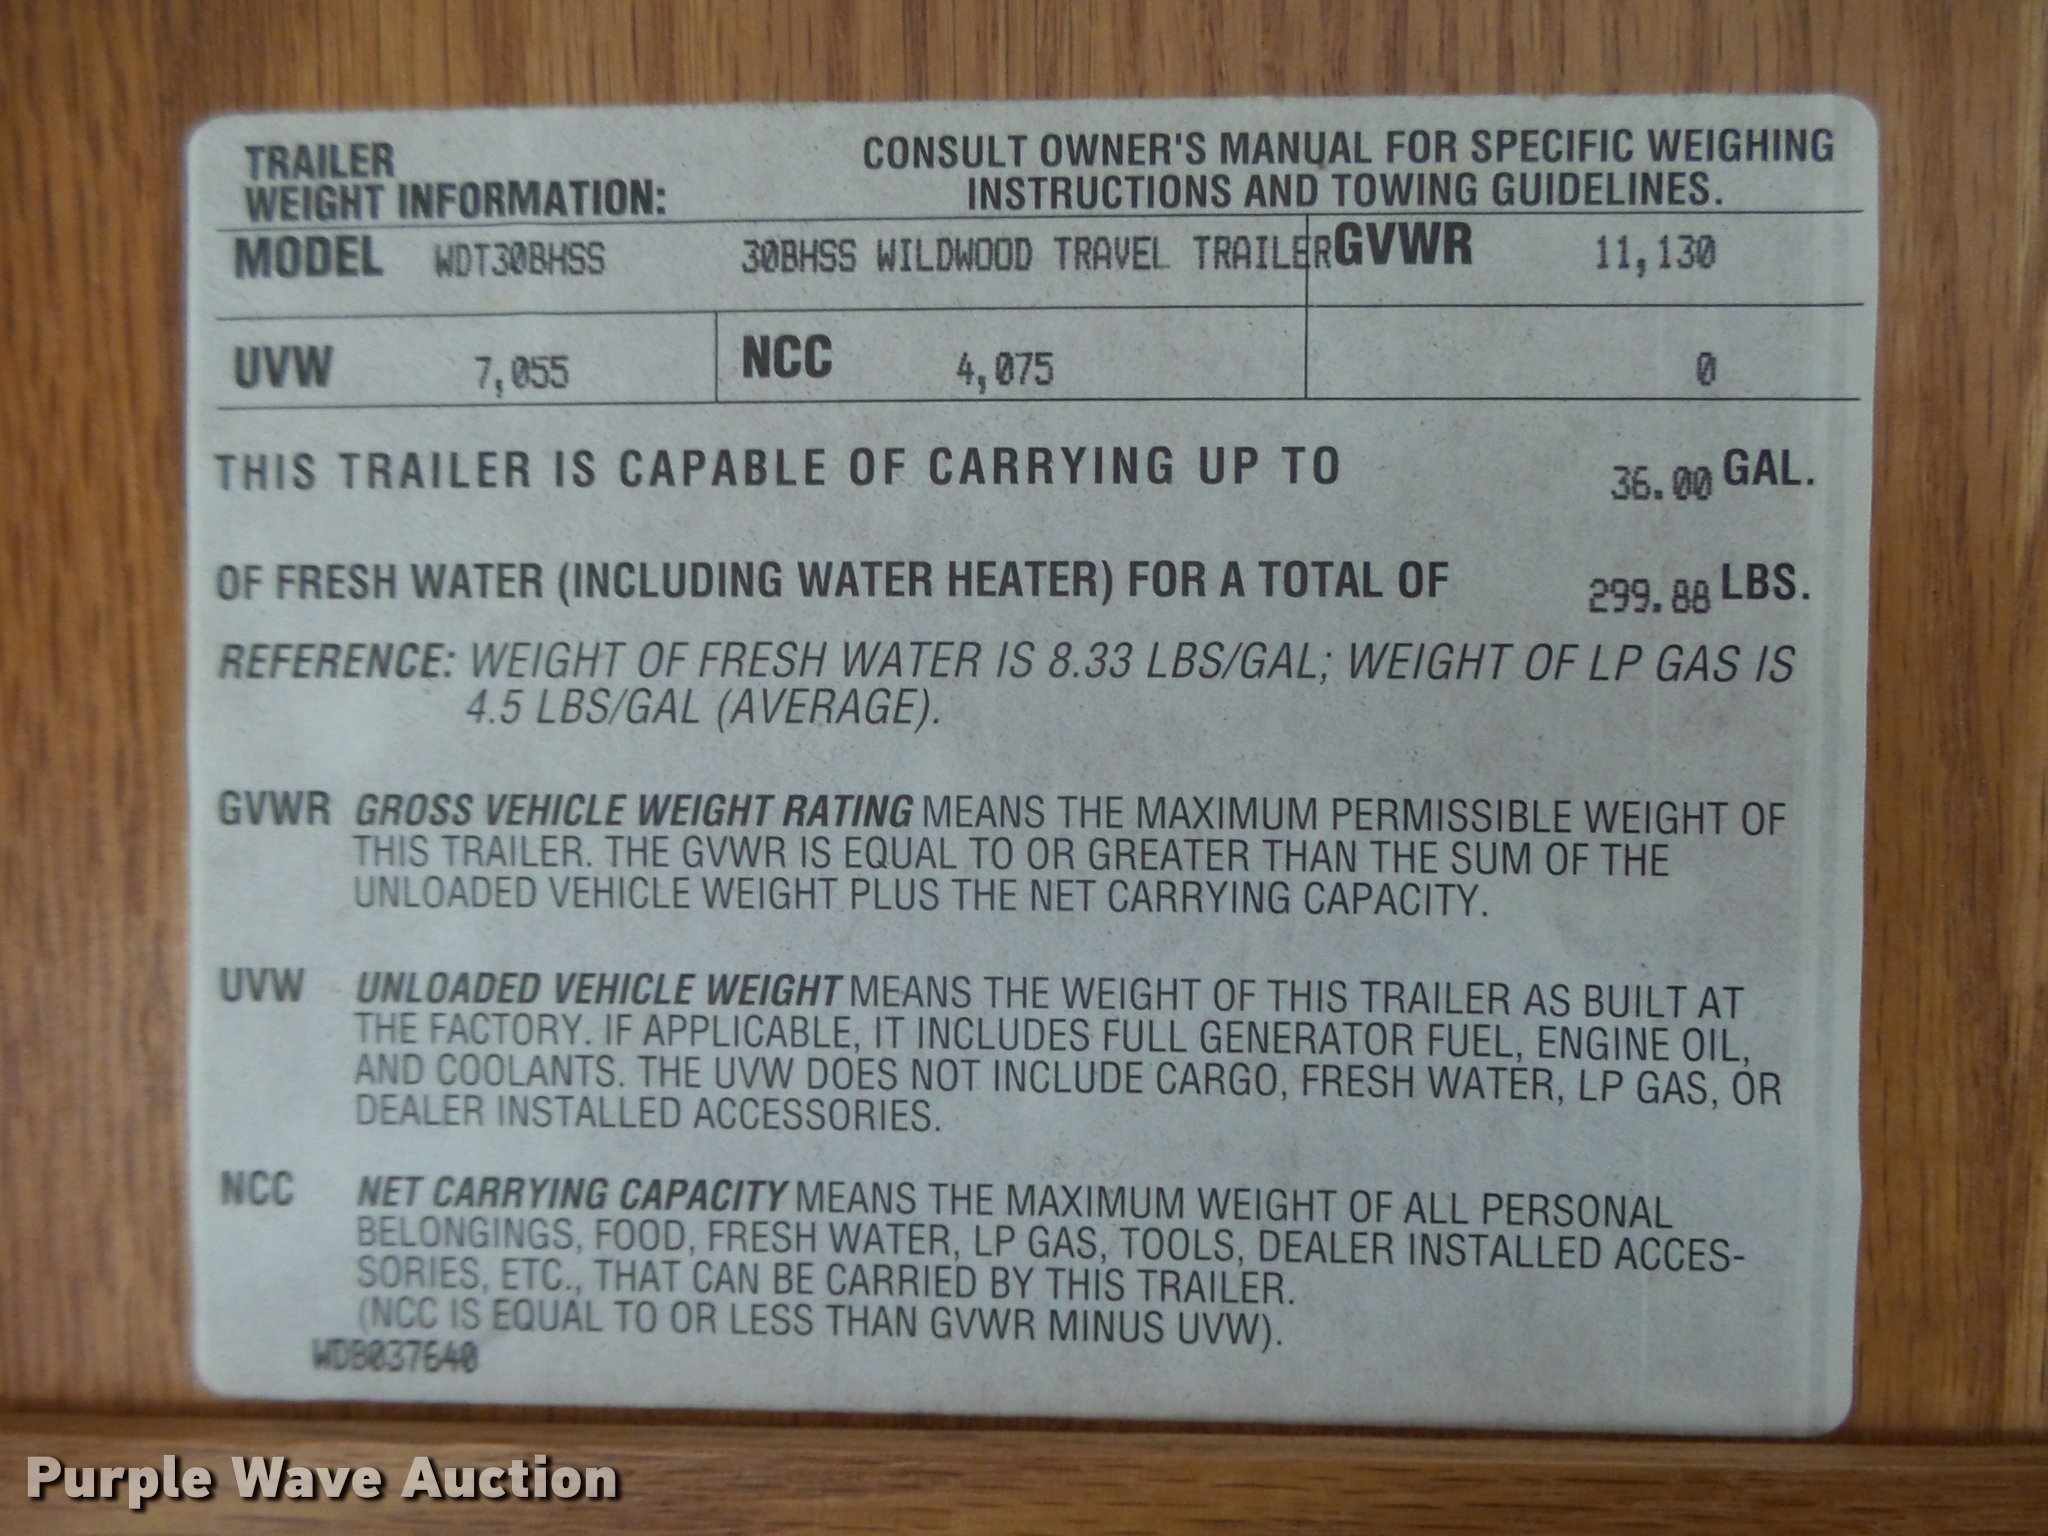 TRAILER
WEIGHT INFORMATION:
CONSULT OWNER'S MANUAL FOR SPECIFIC WEIGHING
INSTRUCTIONS AND TOWING GUIDELINES.
MODEL WDT30BHSS 30BHSS WILDWOOD TRAVEL TRAILER GVWR 11,130
UVW 7,055 NCC 4,075 0
THIS TRAILER IS CAPABLE OF CARRYING UP TO 36.00 GAL.
OF FRESH WATER (INCLUDING WATER HEATER) FOR A TOTAL OF 299.88 LBS.
REFERENCE: WEIGHT OF FRESH WATER IS 8.33 LBS/GAL; WEIGHT OF LP GAS IS
4.5 LBS/GAL (AVERAGE).
GVWR GROSS VEHICLE WEIGHT RATING MEANS THE MAXIMUM PERMISSIBLE WEIGHT OF
THIS TRAILER. THE GVWR IS EQUAL TO OR GREATER THAN THE SUM OF THE
UNLOADED VEHICLE WEIGHT PLUS THE NET CARRYING CAPACITY.
UVW UNLOADED VEHICLE WEIGHT MEANS THE WEIGHT OF THIS TRAILER AS BUILT AT
THE FACTORY. IF APPLICABLE, IT INCLUDES FULL GENERATOR FUEL, ENGINE OIL,
AND COOLANTS. THE UVW DOES NOT INCLUDE CARGO, FRESH WATER, LP GAS, OR
DEALER INSTALLED ACCESSORIES.
NCC NET CARRYING CAPACITY MEANS THE MAXIMUM WEIGHT OF ALL PERSONAL
BELONGINGS, FOOD, FRESH WATER, LP GAS, TOOLS, DEALER INSTALLED ACCES-
SORIES, ETC., THAT CAN BE CARRIED BY THIS TRAILER.
(NCC IS EQUAL TO OR LESS THAN GVWR MINUS UVW).
WDB037640
Purple Wave Auction